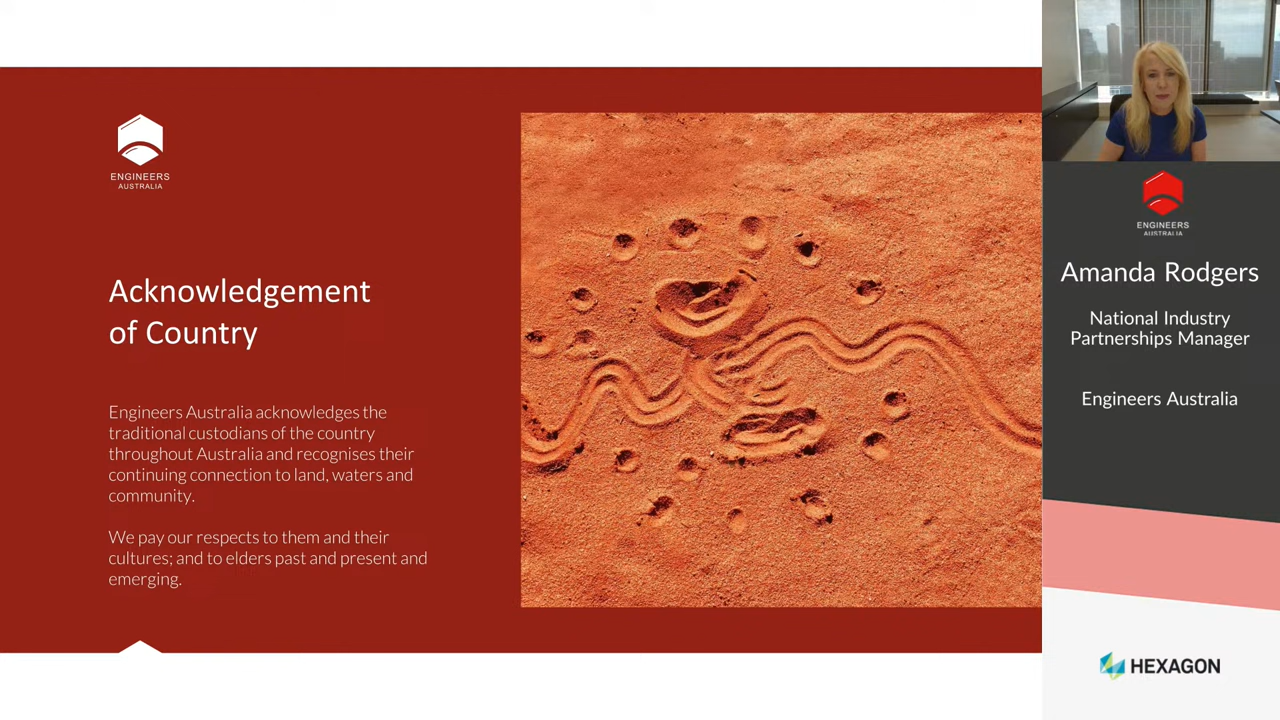 ENGINEERS
AUSTRALIA
Acknowledgement
of Country
Engineers Australia acknowledges the
traditional custodians of the country
throughout Australia and recognises their
continuing connection to land, waters and
community.
We pay our respects to them and their
cultures; and to elders past and present and
emerging.
ENGINEERS
AUSTRALIA
Amanda Rodgers
National Industry
Partnerships Manager
Engineers Australia
HEXAGON